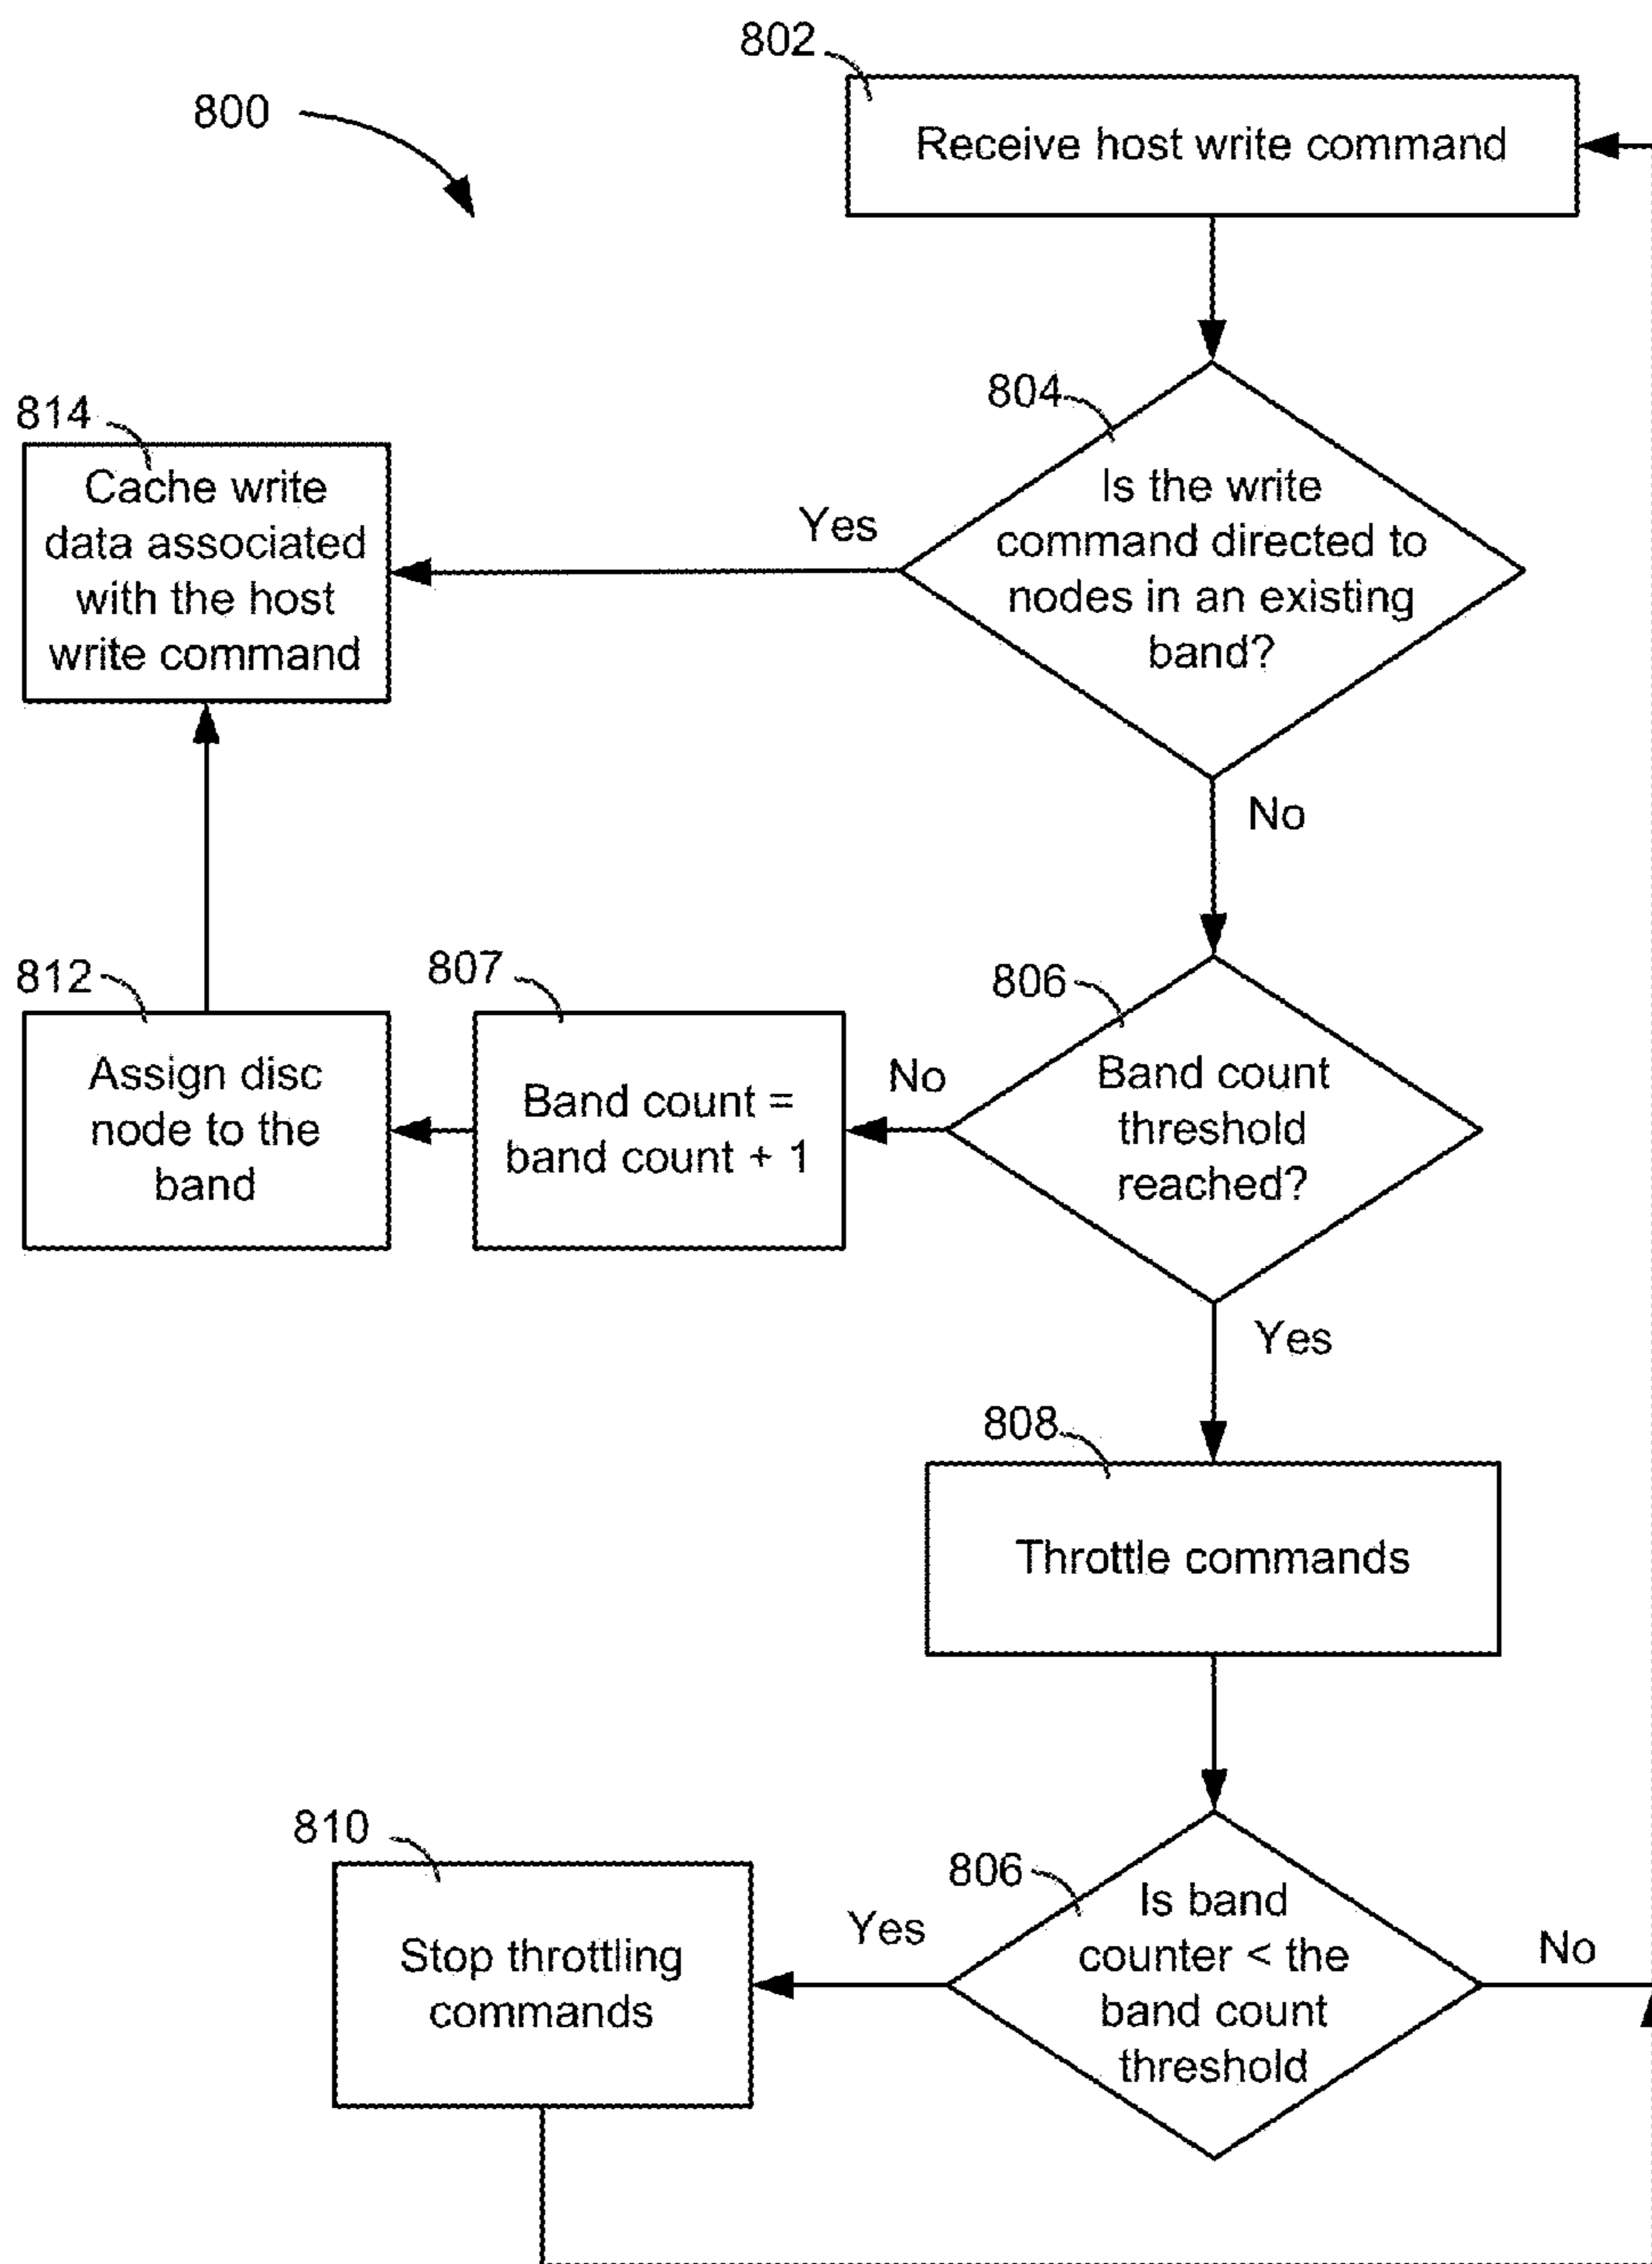 802
800
Receive host write command
804
Is the write
command directed to
nodes in an existing
band?
Yes
No
814
Cache write
data associated
with the host
write command
806
Band count
threshold
reached?
No
Yes
807
Band count =
band count + 1
812
Assign disc
node to the
band
808
Throttle commands
806
Is band
counter < the
band count
threshold
Yes
No
810
Stop throttling
commands